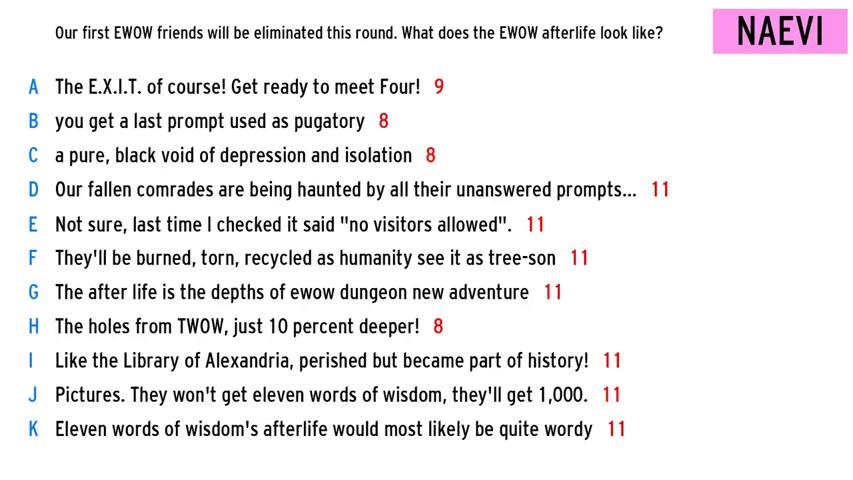 Our first EWOW friends will be eliminated this round. What does the EWOW afterlife look like?
NAEVI
A The E.X.I.T. of course! Get ready to meet Four! 9
B you get a last prompt used as pugatory 8
C a pure, black void of depression and isolation 8
D Our fallen comrades are being haunted by all their unanswered prompts... 11
E Not sure, last time I checked it said "no visitors allowed". 11
F They'll be burned, torn, recycled as humanity see it as tree-son 11
G The after life is the depths of ewow dungeon new adventure 11
H The holes from TWOW, just 10 percent deeper! 8
I Like the Library of Alexandria, perished but became part of history! 11
J Pictures. They won't get eleven words of wisdom, they'll get 1,000. 11
K Eleven words of wisdom's afterlife would most likely be quite wordy 11